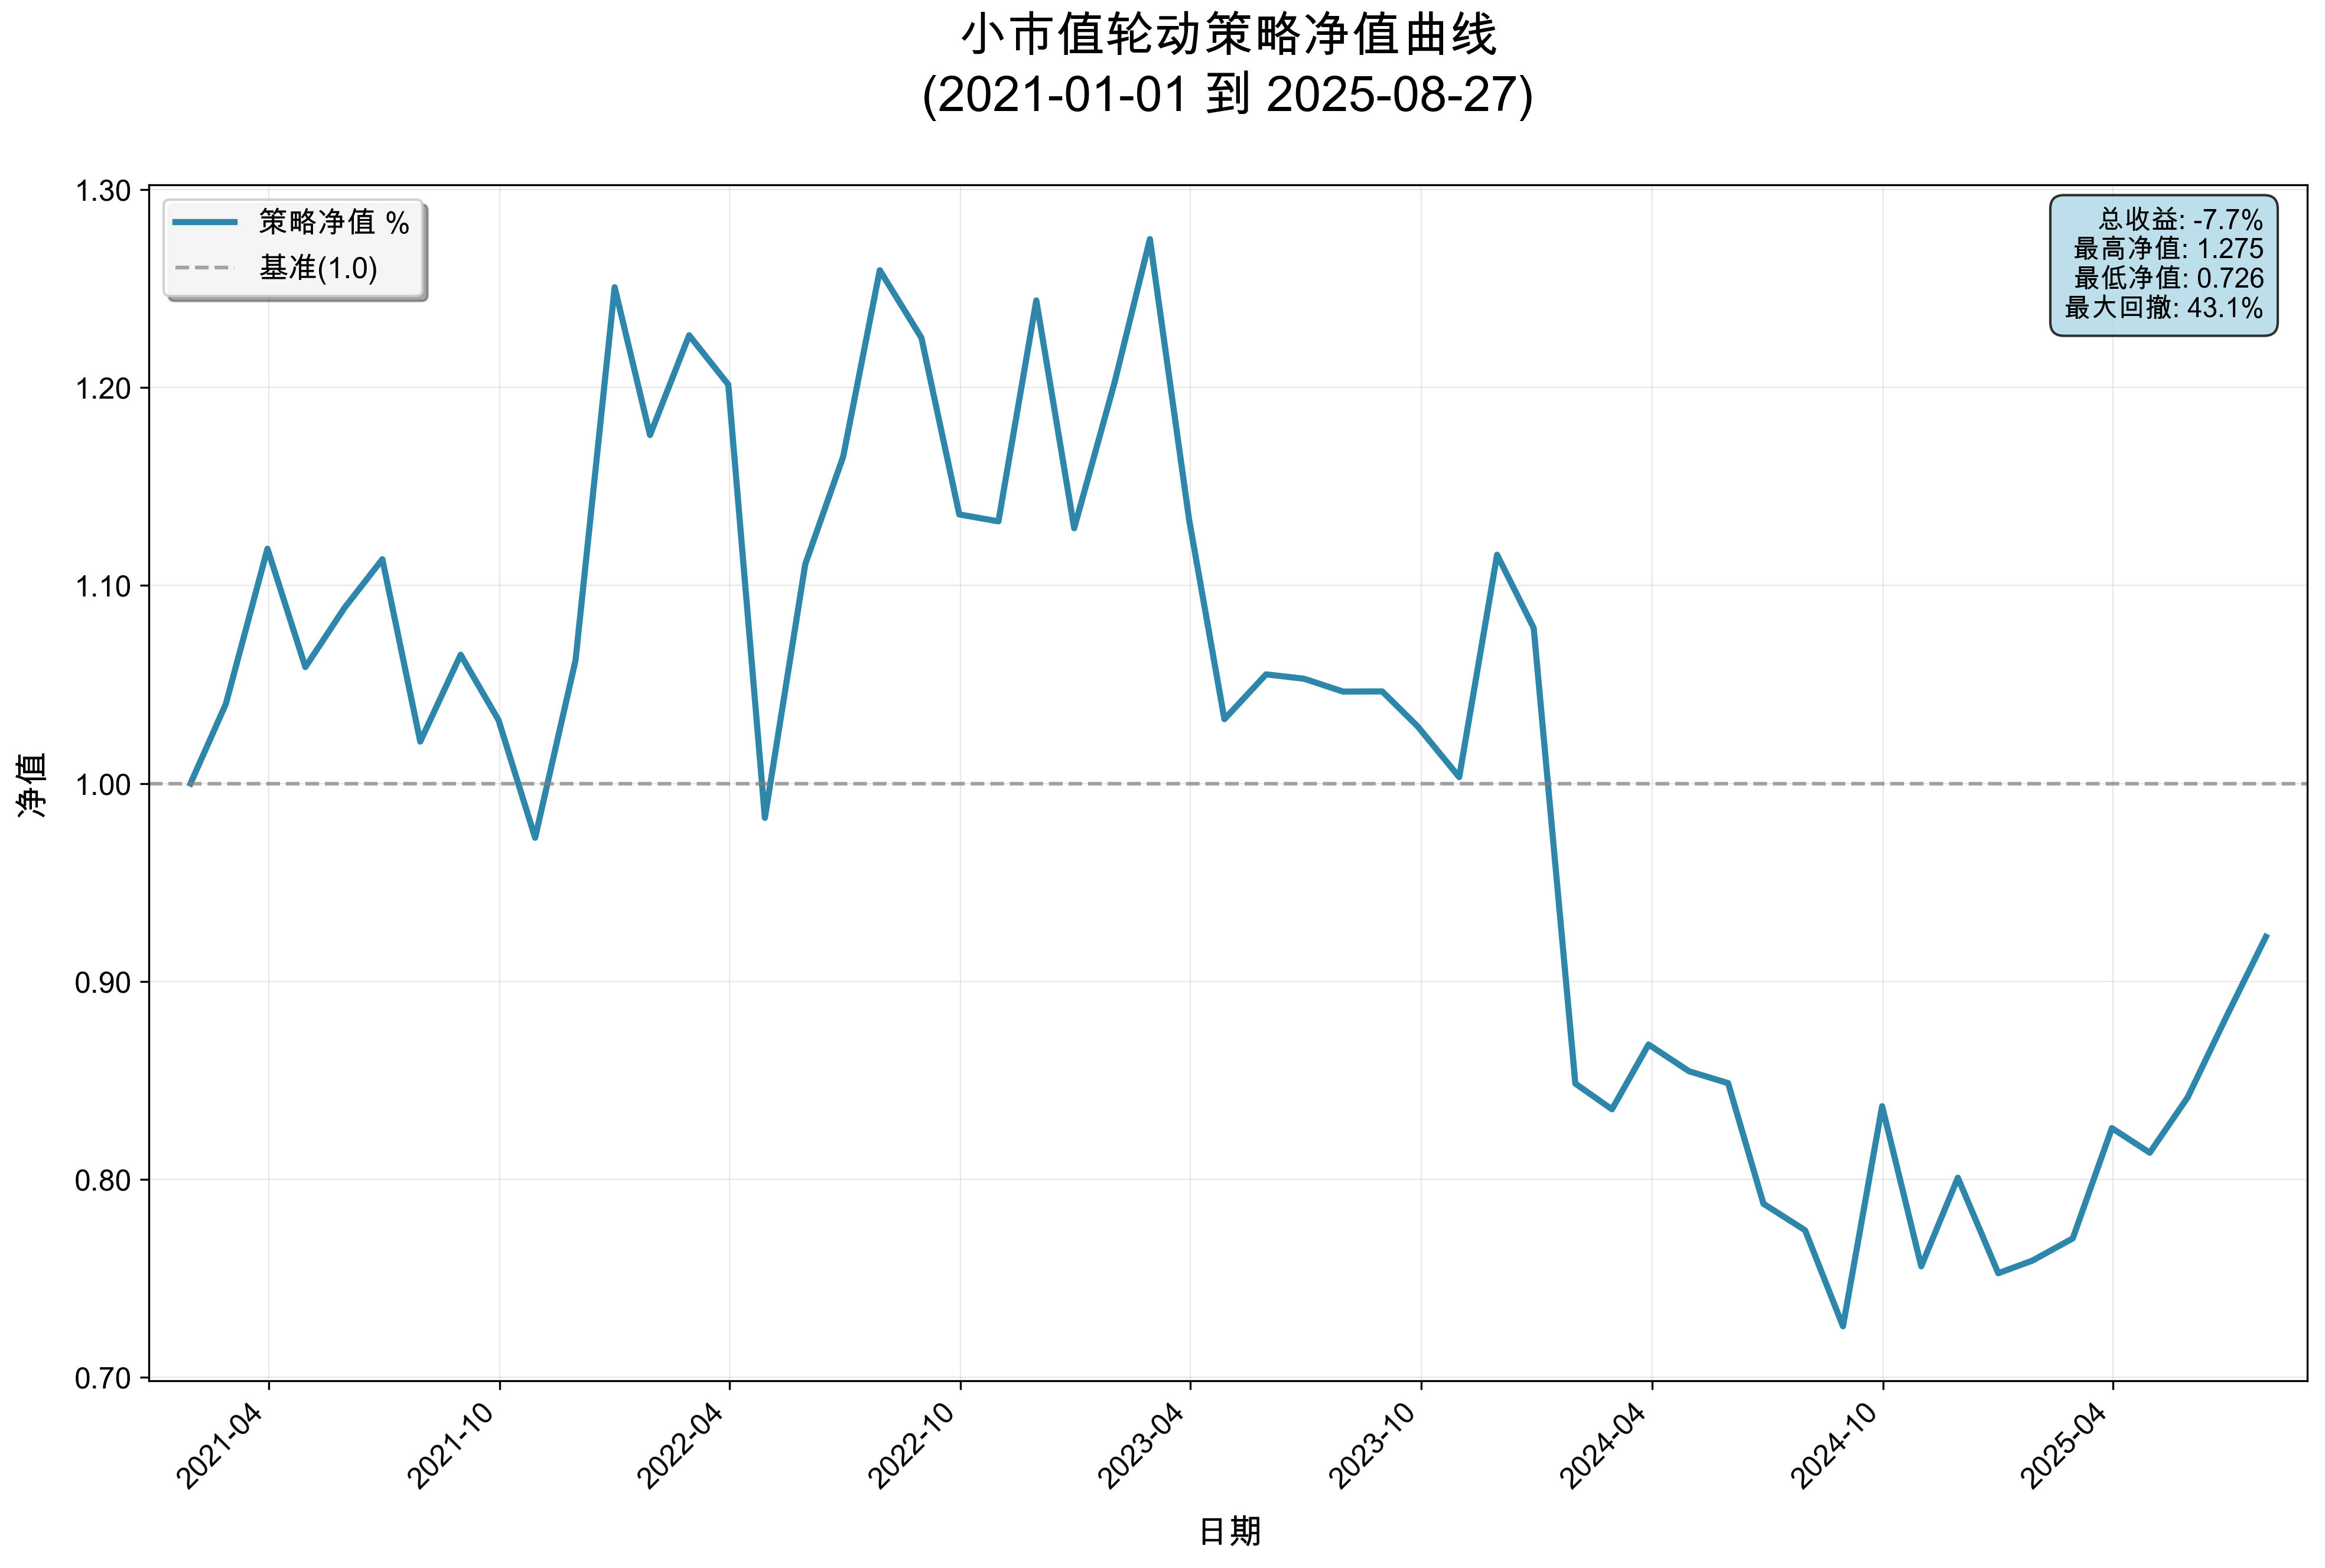 小市值轮动策略净值曲线
(2021-01-01 到 2025-08-27)
策略净值 %
基准(1.0)
总收益: -7.7%
最高净值: 1.275
最低净值: 0.726
最大回撤: 43.1%
净值
1.30
1.20
1.10
1.00
0.90
0.80
0.70
2021-04
2021-10
2022-04
2022-10
2023-04
2023-10
2024-04
2024-10
2025-04
日期